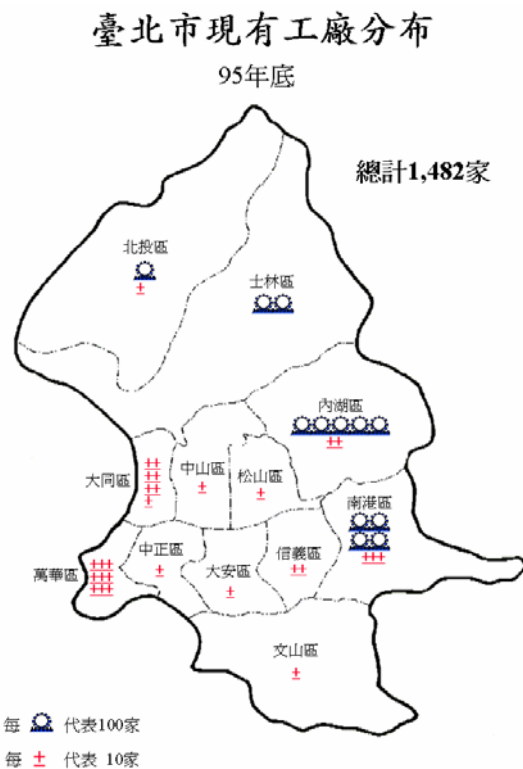 臺北市現有工廠分布
95年底
總計1,482家
北投區
士林區
內湖區
南港區
大同區
中山區
松山區
萬華區
中正區
大安區
信義區
文山區
每 代表100家
每 代表 10家